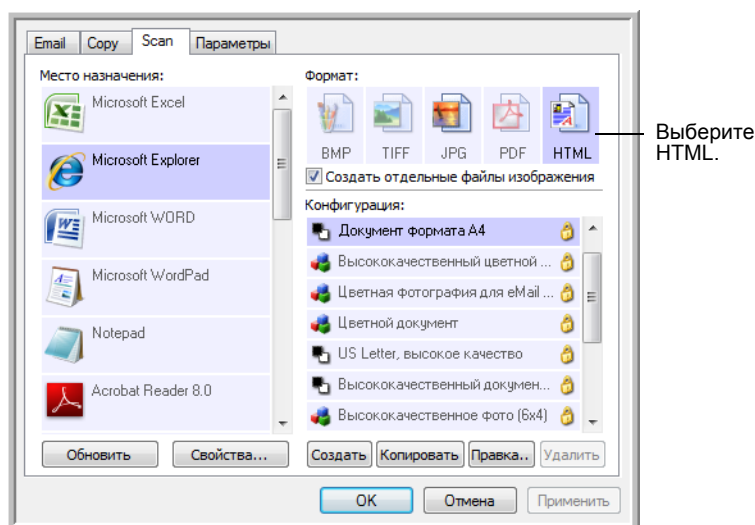 Email Copy Scan Параметры
Место назначения:
Microsoft Excel
Microsoft Explorer
Microsoft WORD
Microsoft WordPad
Notepad
Acrobat Reader 8.0
Обновить Свойства...
Формат:
BMP TIFF JPG PDF HTML
Создать отдельные файлы изображения
Конфигурация:
Документ формата A4
Высококачественный цветной ...
Цветная фотография для eMail ...
Цветной документ
US Letter, высокое качество
Высококачественный докумен...
Высококачественное фото (6x4)
Создать Копировать Правка.. Удалить
OK Отмена Применить
Выберите
HTML.